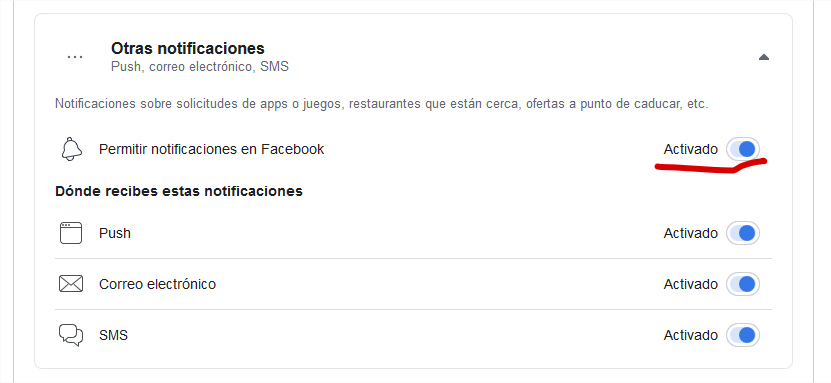 Otras notificaciones
Push, correo electrónico, SMS
Notificaciones sobre solicitudes de apps o juegos, restaurantes que están cerca, ofertas a punto de caducar, etc.
Permitir notificaciones en Facebook Activado
Dónde recibes estas notificaciones
Push Activado
Correo electrónico Activado
SMS Activado